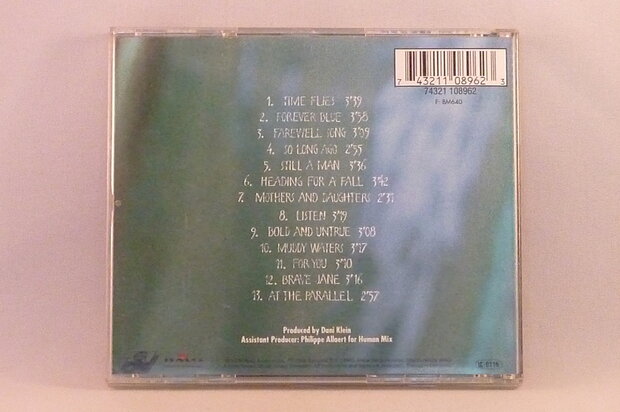 7 43211 08962 3
74321 108962
F: BM640
1. TIME FLIES 3'39
2. FOREVER BLUE 3'58
3. FAREWELL SONG 3'09
4. SO LONG AGO 2'55
5. STILL A MAN 3'36
6. HEADING FOR A FALL 3'42
7. MOTHERS AND DAUGHTERS 2'31
8. LISTEN 3'19
9. BOLD AND UNTRUE 3'08
10. MUDDY WATERS 3'17
11. FOR YOU 3'10
12. BRAVE JANE 3'16
13. AT THE PARALLEL 2'57
Produced by Dani Klein
Assistant Producer: Philippe Allaert for Human Mix
BMG